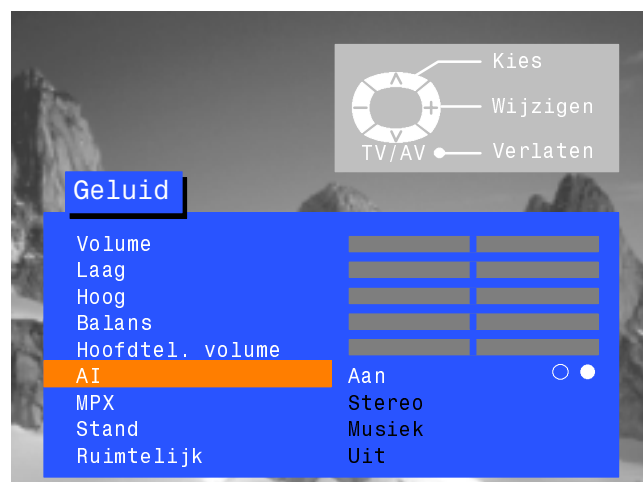 Kies
+ Wijzigen
TV/AV Verlaten
Geluid
Volume
Laag
Hoog
Balans
Hoofdtel. volume
AI Aan
MPX Stereo
Stand Musiek
Ruimtelijk Uit